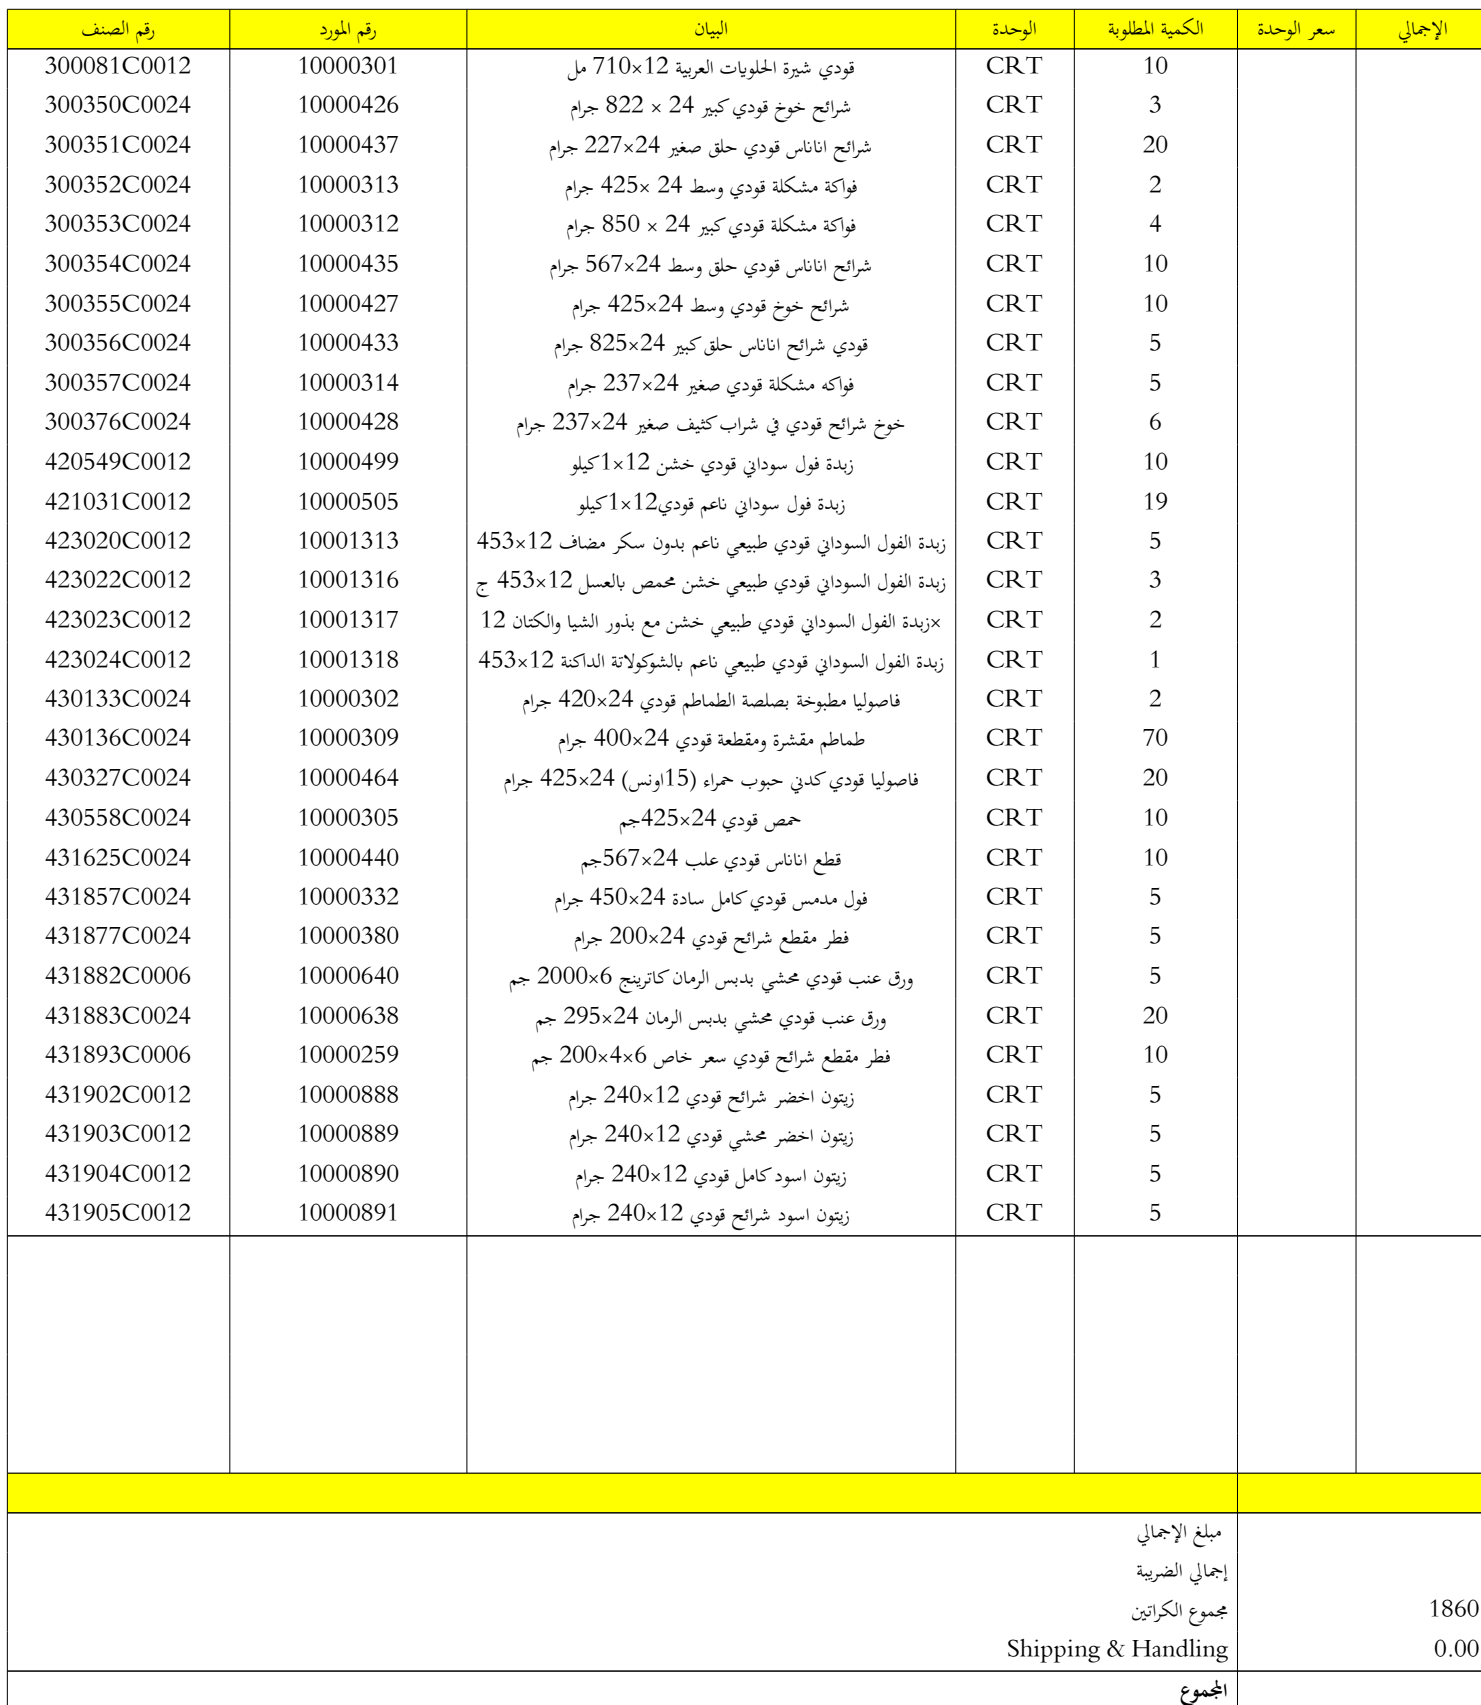 رقم الصنف رقم المورد البيان الوحدة الكمية المطلوبة سعر الوحدة الإجمالي
300081C0012 10000301 قودي شيرة الحلويات العربية 12×710 مل CRT 10
300350C0024 10000426 شرائح خوخ قودي كبير 24 × 822 جرام CRT 3
300351C0024 10000437 شرائح اناناس قودي حلق صغير 24×227 جرام CRT 20
300352C0024 10000313 فواكة مشكلة قودي وسط 24 ×425 جرام CRT 2
300353C0024 10000312 فواكة مشكلة قودي كبير 24 × 850 جرام CRT 4
300354C0024 10000435 شرائح اناناس قودي حلق وسط 24×567 جرام CRT 10
300355C0024 10000427 شرائح خوخ قودي وسط 24×425 جرام CRT 10
300356C0024 10000433 قودي شرائح اناناس حلق كبير 24×825 جرام CRT 5
300357C0024 10000314 فواكه مشكلة قودي صغير 24×237 جرام CRT 5
300376C0024 10000428 خوخ شرائح قودي في شراب كثيف صغير 24×237 جرام CRT 6
420549C0012 10000499 زبدة فول سوداني قودي خشن 12×1كيلو CRT 10
421031C0012 10000505 زبدة فول سوداني ناعم قودي12×1كيلو CRT 19
423020C0012 10001313 زبدة الفول السوداني قودي طبيعي ناعم بدون سكر مضاف 12×453 CRT 5
423022C0012 10001316 زبدة الفول السوداني قودي طبيعي خشن محمص بالعسل 12×453 ج CRT 3
423023C0012 10001317 ×زبدة الفول السوداني قودي طبيعي خشن مع بذور الشيا والكتان 12 CRT 2
423024C0012 10001318 زبدة الفول السوداني قودي طبيعي ناعم بالشوكولاتة الداكنة 12×453 CRT 1
430133C0024 10000302 فاصوليا مطبوخة بصلصة الطماطم قودي 24×420 جرام CRT 2
430136C0024 10000309 طماطم مقشرة ومقطعة قودي 24×400 جرام CRT 70
430327C0024 10000464 فاصوليا قودي كدني حبوب حمراء (15اونس) 24×425 جرام CRT 20
430558C0024 10000305 حمص قودي 24×425جم CRT 10
431625C0024 10000440 قطع اناناس قودي علب 24×567جم CRT 10
431857C0024 10000332 فول مدمس قودي كامل سادة 24×450 جرام CRT 5
431877C0024 10000380 فطر مقطع شرائح قودي 24×200 جرام CRT 5
431882C0006 10000640 ورق عنب قودي محشي بدبس الرمان كاترينج 6×2000 جم CRT 5
431883C0024 10000638 ورق عنب قودي محشي بدبس الرمان 24×295 جم CRT 20
431893C0006 10000259 فطر مقطع شرائح قودي سعر خاص 6×4×200 جم CRT 10
431902C0012 10000888 زيتون اخضر شرائح قودي 12×240 جرام CRT 5
431903C0012 10000889 زيتون اخضر محشي قودي 12×240 جرام CRT 5
431904C0012 10000890 زيتون اسود كامل قودي 12×240 جرام CRT 5
431905C0012 10000891 زيتون اسود شرائح قودي 12×240 جرام CRT 5
مبلغ الإجمالي
إجمالي الضريبة
مجموع الكراتين 1860
Shipping & Handling 0.00
المجموع